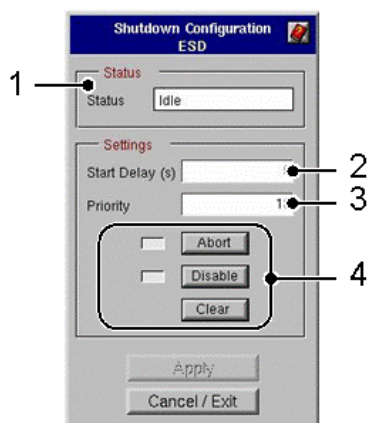 Shutdown Configuration
ESD
Status
1
Status Idle
Settings
Start Delay (s) 2
Priority 1 3
Abort
Disable 4
Clear
Apply
Cancel / Exit